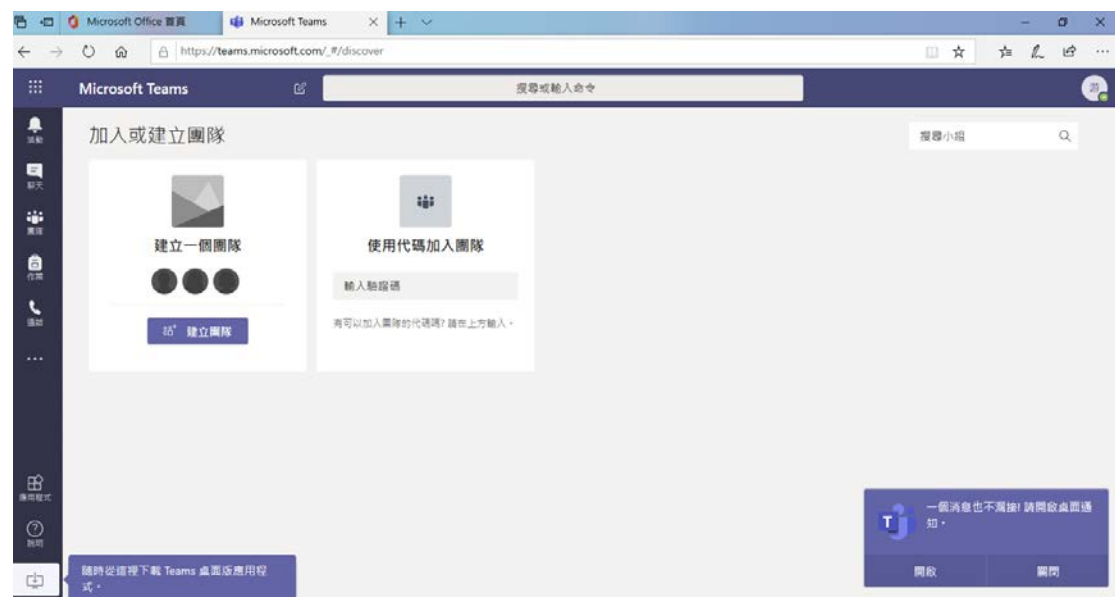 Microsoft Office 首頁
Microsoft Teams
https://teams.microsoft.com/_#/discover
Microsoft Teams
搜尋或輸入命令
遊
活動
聊天
團隊
作業
通話
應用程式
說明
加入或建立團隊
搜尋小組
建立一個團隊
建立團隊
使用代碼加入團隊
輸入驗證碼
有可以加入團隊的代碼嗎? 請在上方輸入。
隨時從這裡下載 Teams 桌面版應用程
式。
一個消息也不漏接! 請開啟桌面通
知。
開啟
關閉